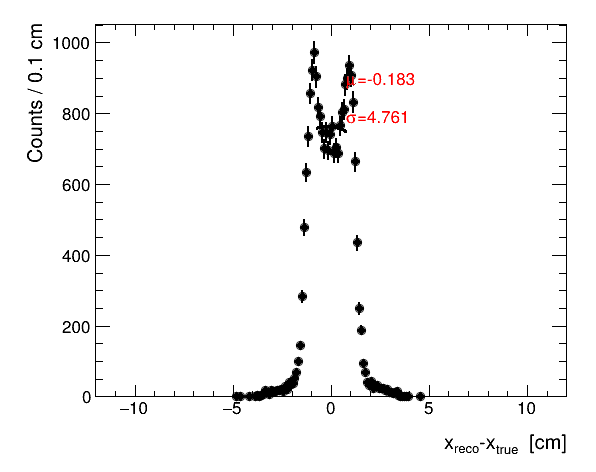 Counts / 0.1 cm
1000
800
600
400
200
0
μ=-0.183
σ=4.761
−10 −5 0 5 10
x_reco-x_true [cm]